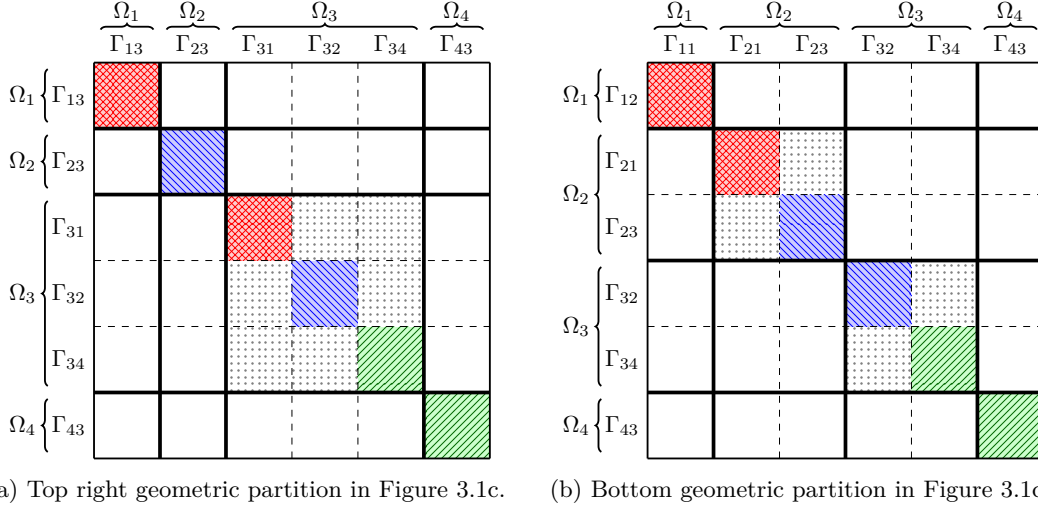 Ω1 Ω2 Ω3 Ω4
Γ13 Γ23 Γ31 Γ32 Γ34 Γ43
Ω1 { Γ13
Ω2 { Γ23
Γ31
Ω3 { Γ32
Γ34
Ω4 { Γ43
a) Top right geometric partition in Figure 3.1c.
Ω1 Ω2 Ω3 Ω4
Γ11 Γ21 Γ23 Γ32 Γ34 Γ43
Ω1 { Γ12
Γ21
Ω2 {
Γ23
Γ32
Ω3 {
Γ34
Ω4 { Γ43
(b) Bottom geometric partition in Figure 3.1c